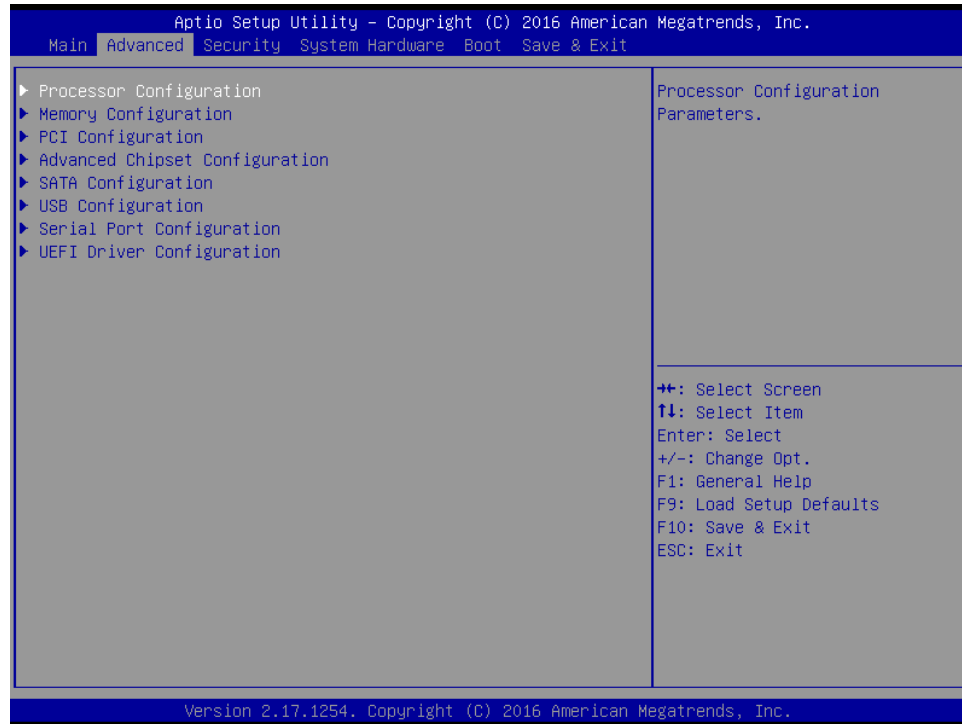 Aptio Setup Utility – Copyright (C) 2016 American Megatrends, Inc.
Main Advanced Security System Hardware Boot Save & Exit
▶ Processor Configuration
▶ Memory Configuration
▶ PCI Configuration
▶ Advanced Chipset Configuration
▶ SATA Configuration
▶ USB Configuration
▶ Serial Port Configuration
▶ UEFI Driver Configuration
Processor Configuration
Parameters.
→←: Select Screen
↑↓: Select Item
Enter: Select
+/-: Change Opt.
F1: General Help
F9: Load Setup Defaults
F10: Save & Exit
ESC: Exit
Version 2.17.1254. Copyright (C) 2016 American Megatrends, Inc.